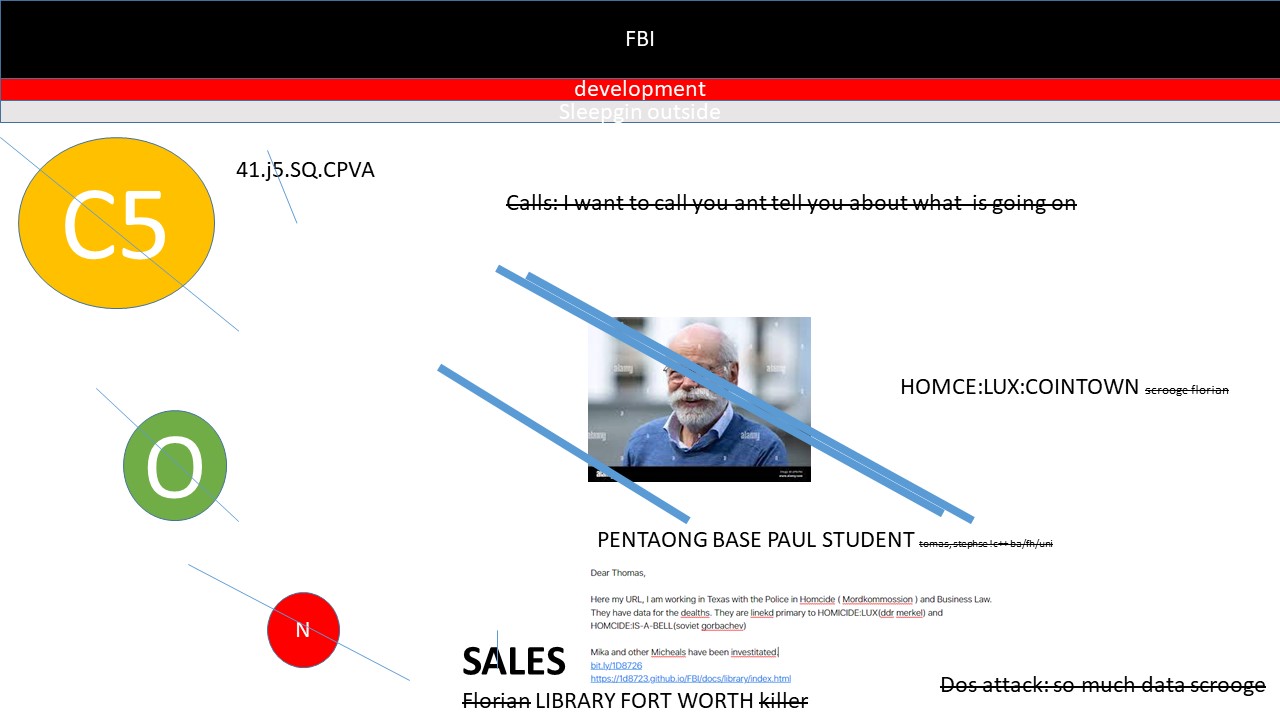 FBI
development
Sleepgin outside
C5
41.j5.SQ.CPVA
Calls: I want to call you ant tell you about what  is going on
alamy
HOMCE:LUX:COINTOWN scrooge florian
O
PENTAONG BASE PAUL STUDENT tomas, stephse !c++ ba/fh/uni
Dear Thomas,
Here my URL, I am working in Texas with the Police in Homcide ( Mordkommossion ) and Business Law.
They have data for the dealths. They are linekd primary to HOMICIDE:LUX(ddr merkel) and
HOMCIDE:IS-A-BELL(soviet gorbachev)
N
Mika and other Micheals have been investitated.
SALES
bit.ly/1D8726
https://1d8723.github.io/FBI/docs/library/index.html
Dos attack: so much data scrooge
Florian LIBRARY FORT WORTH killer